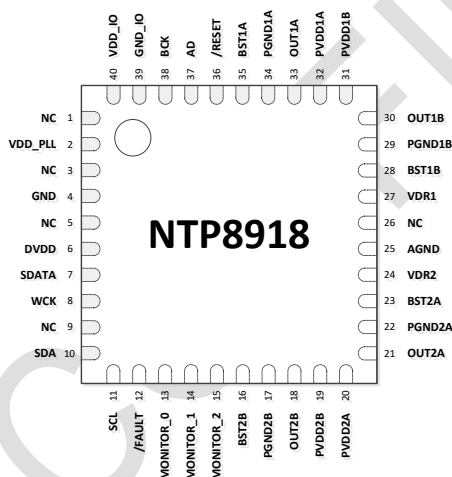 VDD_IO
GND_IO
BCK
AD
/RESET
BST1A
PGND1A
OUT1A
PVDD1A
PVDD1B
40 39 38 37 36 35 34 33 32 31
NC 1
VDD_PLL 2
NC 3
GND 4
NC 5
DVDD 6
SDATA 7
WCK 8
NC 9
SDA 10
NTP8918
30 OUT1B
29 PGND1B
28 BST1B
27 VDR1
26 NC
25 AGND
24 VDR2
23 BST2A
22 PGND2A
21 OUT2A
11 12 13 14 15 16 17 18 19 20
SCL
/FAULT
MONITOR_0
MONITOR_1
MONITOR_2
BST2B
PGND2B
OUT2B
PVDD2B
PVDD2A